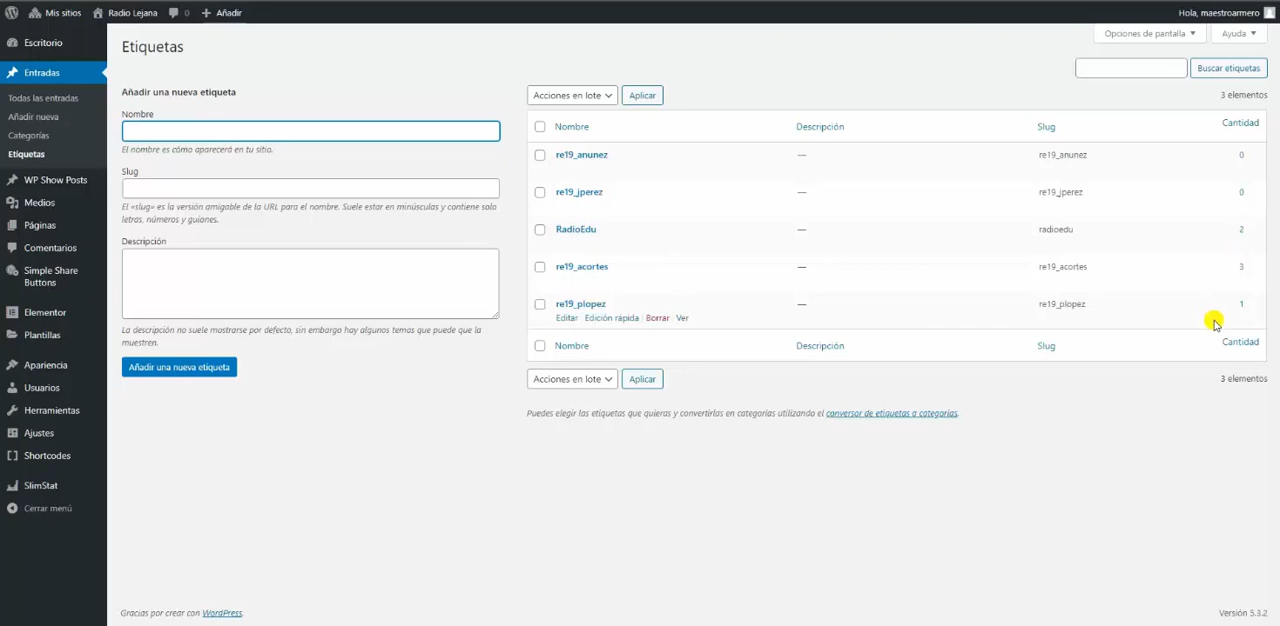 Mis sitios Radio Lejana 0 Añadir Hola, maestroarmero
Opciones de pantalla Ayuda
Escritorio
Entradas
Todas las entradas
Añadir nueva
Categorías
Etiquetas
WP Show Posts
Medios
Páginas
Comentarios
Simple Share
Buttons
Elementor
Plantillas
Apariencia
Usuarios
Herramientas
Ajustes
Shortcodes
SlimStat
Cerrar menú
Etiquetas
Buscar etiquetas
Añadir una nueva etiqueta
Nombre
El nombre es cómo aparecerá en tu sitio.
Slug
El «slug» es la versión amigable de la URL para el nombre. Suele estar en minúsculas y contiene solo
letras, números y guiones.
Descripción
La descripción no suele mostrarse por defecto, sin embargo hay algunos temas que puede que la
muestren.
Añadir una nueva etiqueta
Acciones en lote Aplicar 3 elementos
Nombre Descripción Slug Cantidad
re19_anunez — re19_anunez 0
re19_jperez — re19_jperez 0
RadioEdu — radioedu 2
re19_acortes — re19_acortes 3
re19_plopez — re19_plopez 1
Editar | Edición rápida | Borrar | Ver
Nombre Descripción Slug Cantidad
Acciones en lote Aplicar 3 elementos
Puedes elegir las etiquetas que quieras y convertirlas en categorías utilizando el conversor de etiquetas a categorías.
Gracias por crear con WordPress. Versión 5.3.2